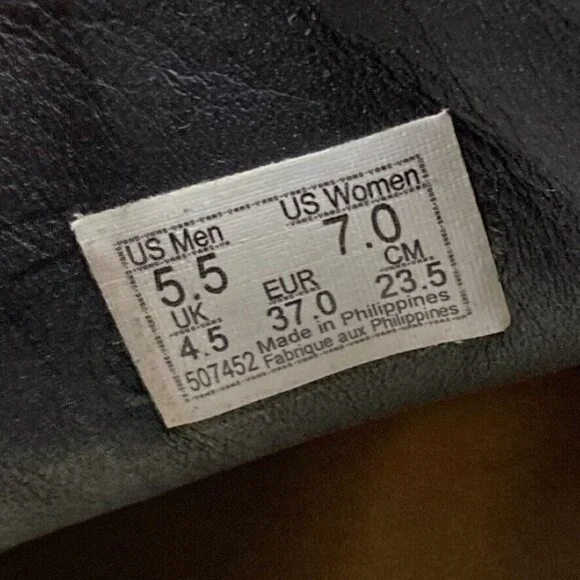 US Men US Women
5.5 7.0
UK EUR CM
4.5 37.0 23.5
Made in Philippines
507452 Fabrique aux Philippines